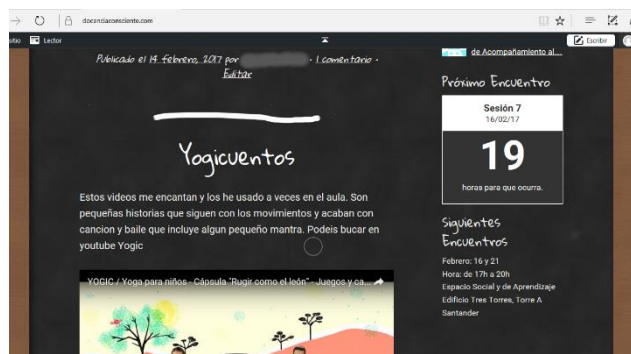 docenciaconsciente.com
sitio
Lector
Escribir
Publicado el 14 febrero, 2017 por
· 1 comentario ·
Editar
Yogicuentos
Estos videos me encantan y los he usado a veces en el aula. Son
pequeñas historias que siguen con los movimientos y acaban con
cancion y baile que incluye algun pequeño mantra. Podeis bucar en
youtube Yogic
YOGIC / Yoga para niños - Cápsula "Rugir como el león" - Juegos y ca...
de Acompañamiento al...
Próximo Encuentro
Sesión 7
16/02/17
19
horas para que ocurra.
Siguientes
Encuentros
Febrero: 16 y 21
Hora: de 17h a 20h
Espacio Social y de Aprendizaje
Edificio Tres Torres, Torre A
Santander